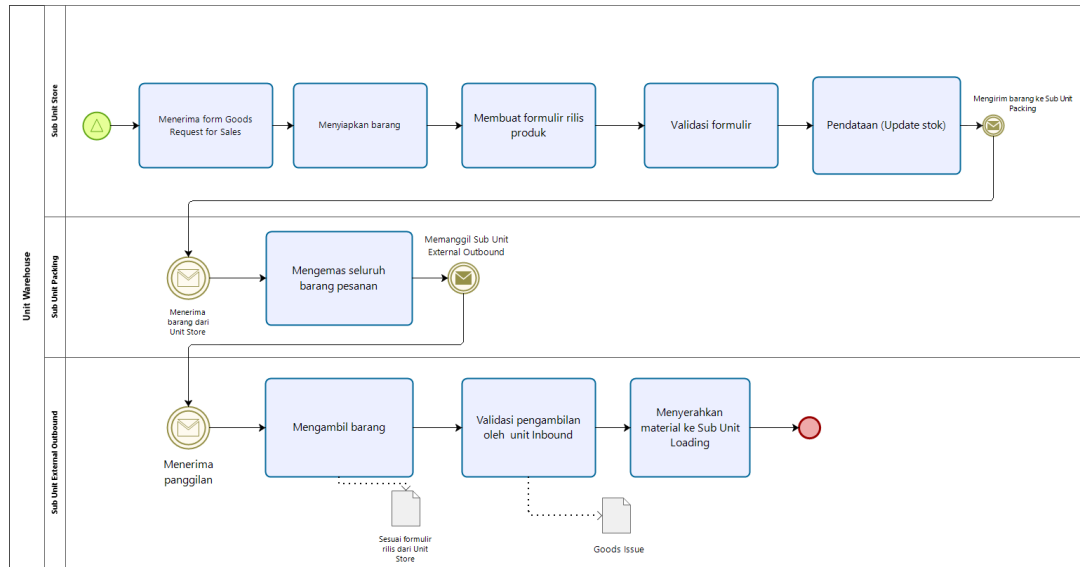 Unit Warehouse
Sub Unit Store
Menerima form Goods
Request for Sales
Menyiapkan barang
Membuat formulir rilis
produk
Validasi formulir
Pendataan (Update stok)
Mengirim barang ke Sub Unit
Packing
Sub Unit Packing
Menerima
barang dari
Unit Store
Mengemas seluruh
barang pesanan
Memanggil Sub Unit
External Outbound
Sub Unit External Outbound
Menerima
panggilan
Mengambil barang
Sesuai formulir
rilis dari Unit
Store
Validasi pengambilan
oleh unit Inbound
Goods Issue
Menyerahkan
material ke Sub Unit
Loading